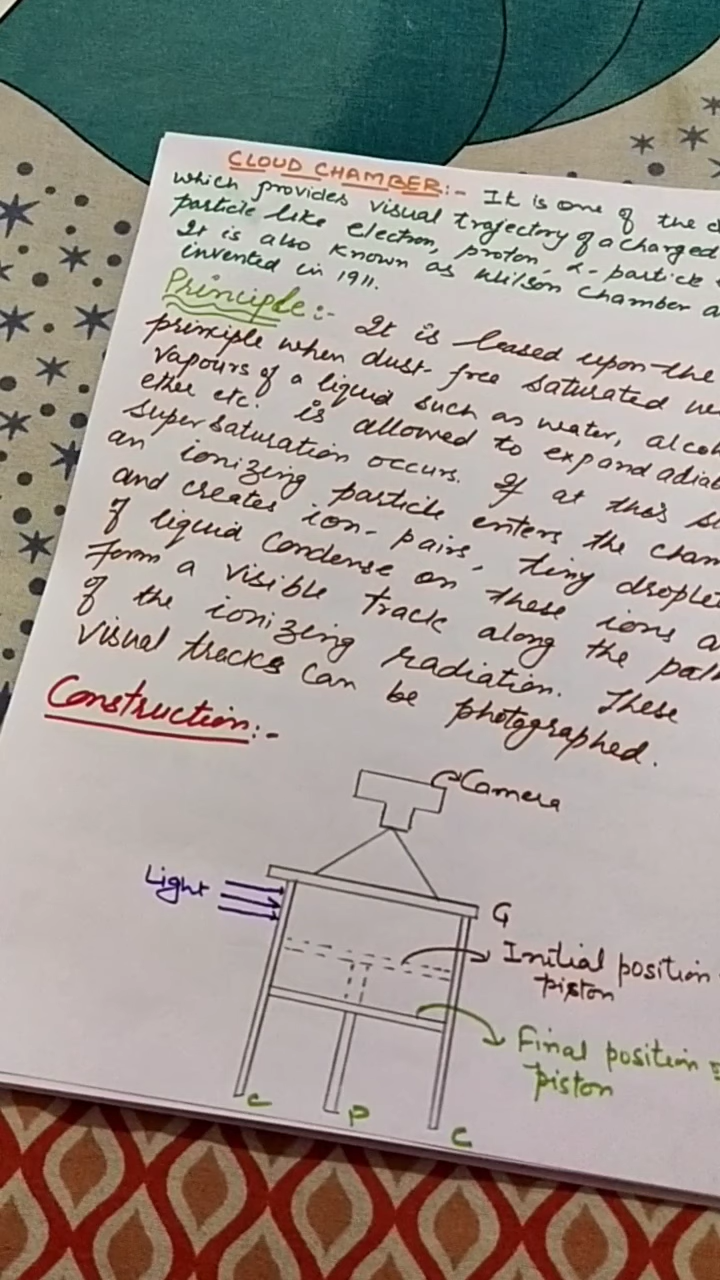 CLOUD CHAMBER:- It is one of the
which provides visual trajectory of a charged
particle like electron, proton, α-particle
It is also known as Wilson Chamber
invented in 1911.
Principle:- It is based upon the
principle when dust-free saturated
vapours of a liquid such as water,
ether etc. is allowed to expand
supersaturation occurs. If at this
an ionizing particle enters the
and creates ion-pairs, tiny
of liquid condense on these ions
form a visible track along the
of the ionizing radiation. These
visual tracks can be photographed.
Construction:-
Camera
Light
G
Initial position
piston
Final position
piston
C
P
C